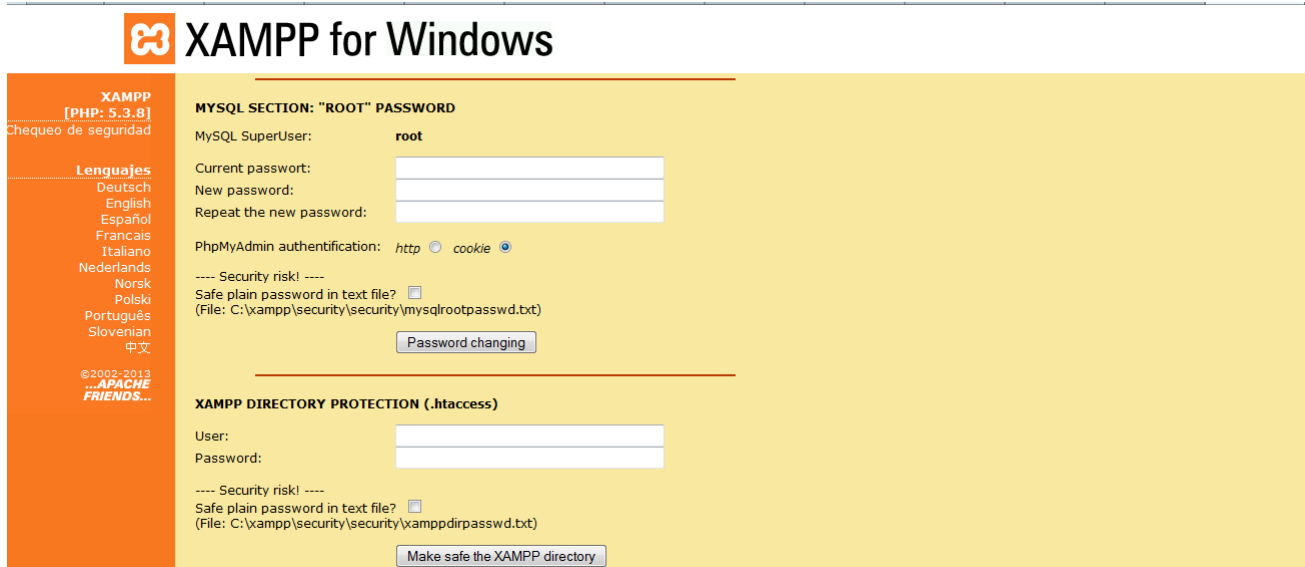 XAMPP for Windows
XAMPP
[PHP: 5.3.8]
Chequeo de seguridad
Lenguajes
Deutsch
English
Español
Francais
Italiano
Nederlands
Norsk
Polski
Português
Slovenian
中文
©2002-2013
...APACHE
FRIENDS...
MYSQL SECTION: "ROOT" PASSWORD
MySQL SuperUser: root
Current passwort:
New password:
Repeat the new password:
PhpMyAdmin authentification: http cookie
---- Security risk! ----
Safe plain password in text file?
(File: C:\xampp\security\security\mysqlrootpasswd.txt)
Password changing
XAMPP DIRECTORY PROTECTION (.htaccess)
User:
Password:
---- Security risk! ----
Safe plain password in text file?
(File: C:\xampp\security\security\xamppdirpasswd.txt)
Make safe the XAMPP directory